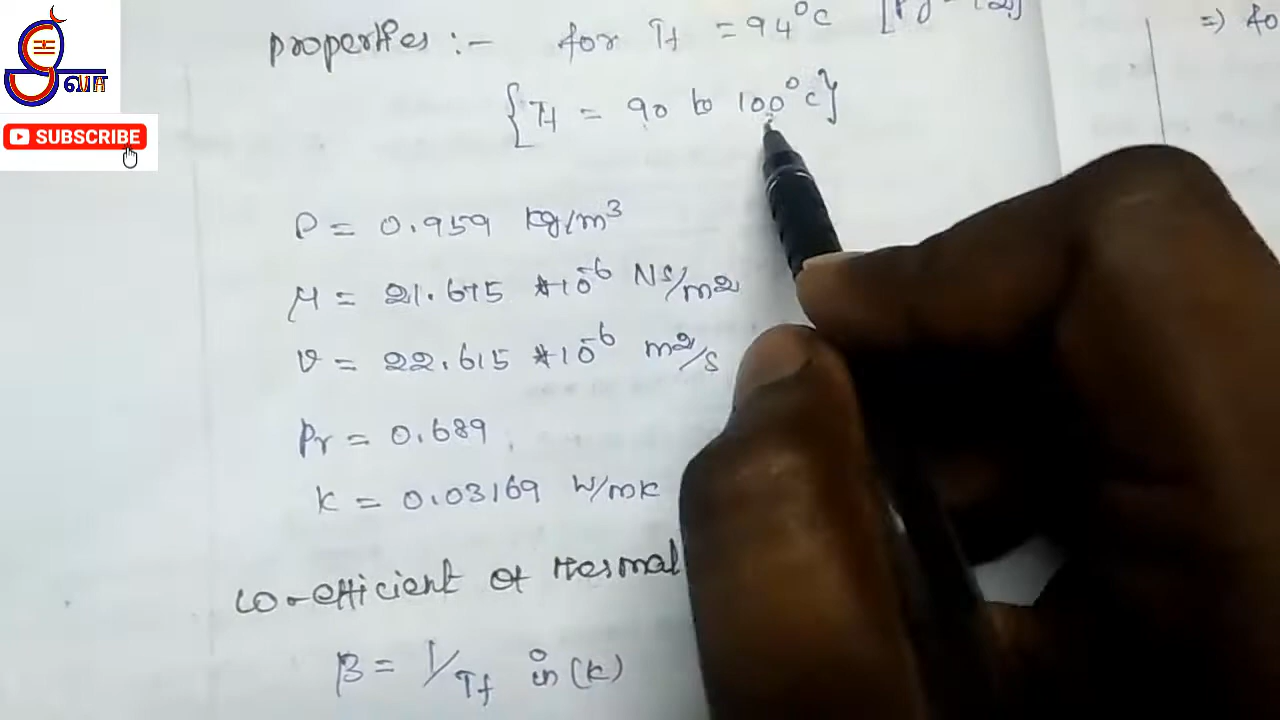 Properties :- for Tf = 94°C
=) fo
{Tf = 90 to 100°C}
SUBSCRIBE
ρ = 0.959 kg/m3
μ = 21.675 *10-6 Ns/m2
υ = 22.615 *10-6 m2/s
Pr = 0.689
K = 0.03169 W/mK
Co-efficient of thermal
β = 1/Tf in (K)